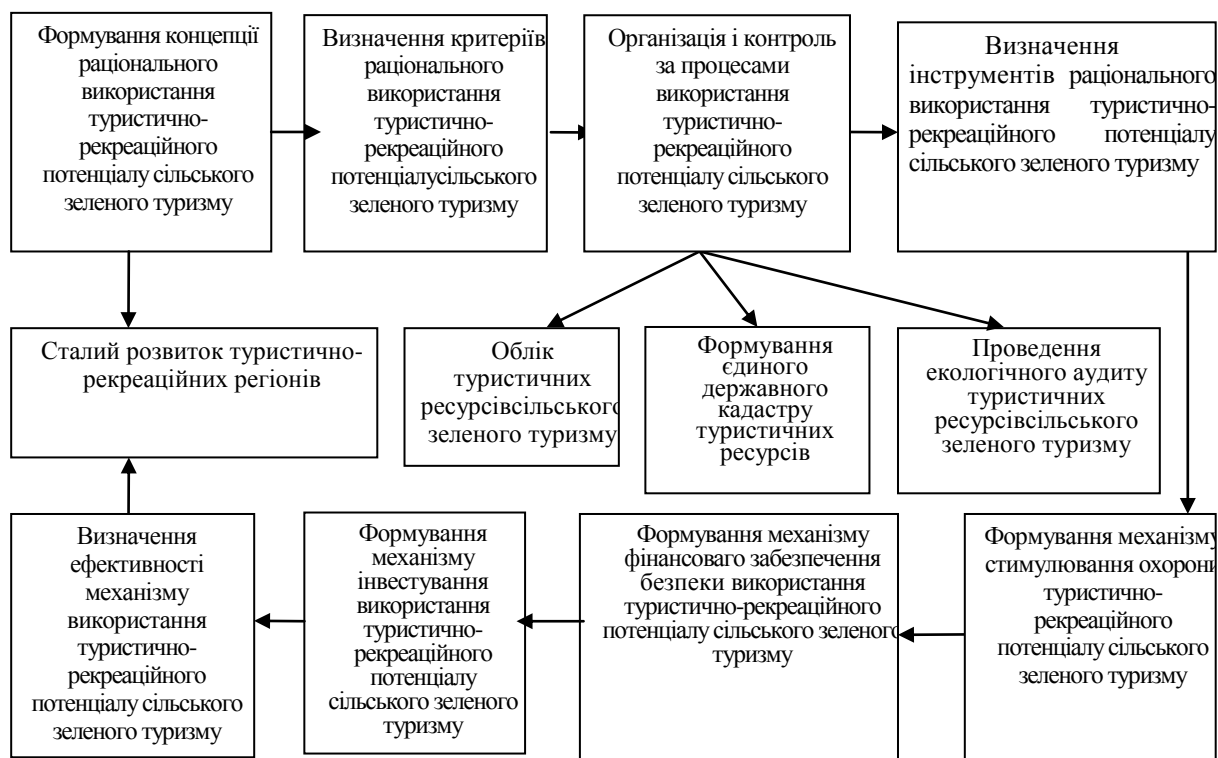 Формування концепції
раціонального
використання
туристично-
рекреаційного
потенціалу сільського
зеленого туризму
Визначення критеріїв
раціонального
використання
туристично-
рекреаційного
потенціалусільського
зеленого туризму
Організація і контроль
за процесами
використання
туристично-
рекреаційного
потенціалу сільського
зеленого туризму
Визначення
інструментів раціонального
використання туристично-
рекреаційного потенціалу
сільського зеленого туризму
Сталий розвиток туристично-
рекреаційних регіонів
Облік
туристичних
ресурсівсільського
зеленого туризму
Формування
єдиного
державного
кадастру
туристичних
ресурсів
Проведення
екологічного аудиту
туристичних
ресурсівсільського
зеленого туризму
Визначення
ефективності
механізму
використання
туристично-
рекреаційного
потенціалу сільського
зеленого туризму
Формування
механізму
інвестування
використання
туристично-
рекреаційного
потенціалу
сільського зеленого
туризму
Формування механізму
фінансоваго забезпечення
безпеки використання
туристично-рекреаційного
потенціалу сільського зеленого
туризму
Формування механізму
стимулювання охорони
туристично-
рекреаційного
потенціалу сільського
зеленого туризму